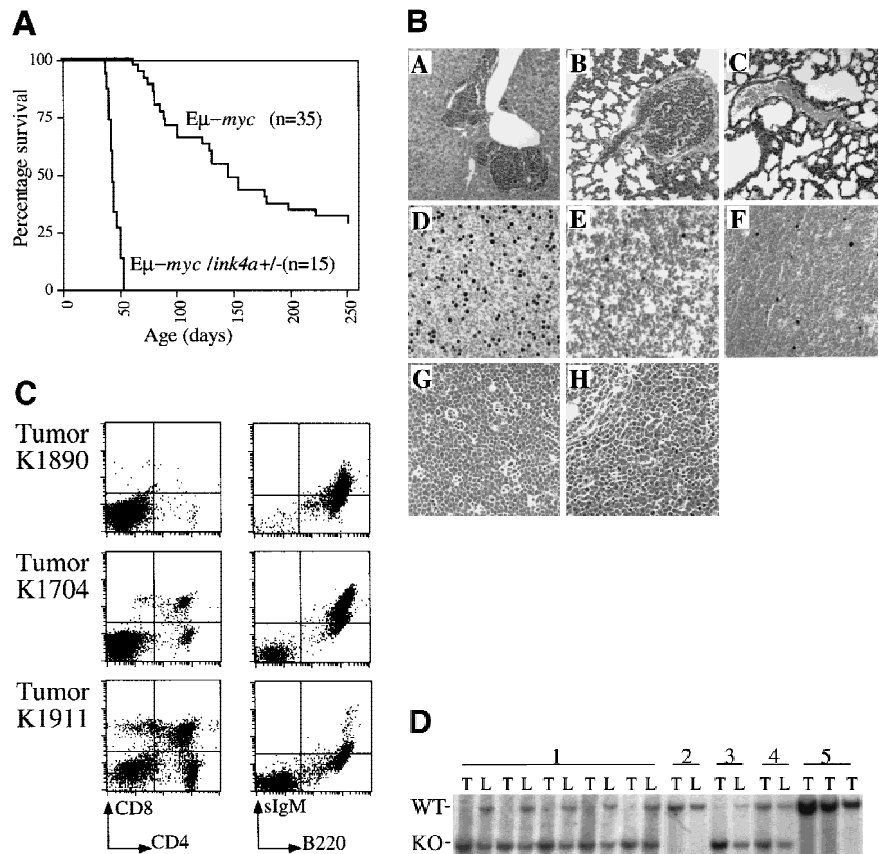 A
Percentage survival
100
75
50
25
0
Eμ-myc (n=35)
Eμ-myc /ink4a+/-(n=15)
0 50 100 150 200 250
Age (days)
B
A B C
D E F
G H
C
Tumor
K1890
Tumor
K1704
Tumor
K1911
CD8
CD4
sIgM
B220
D
1 2 3 4 5
T L T L T L T L T L T L T L T L T T T
WT-
KO-